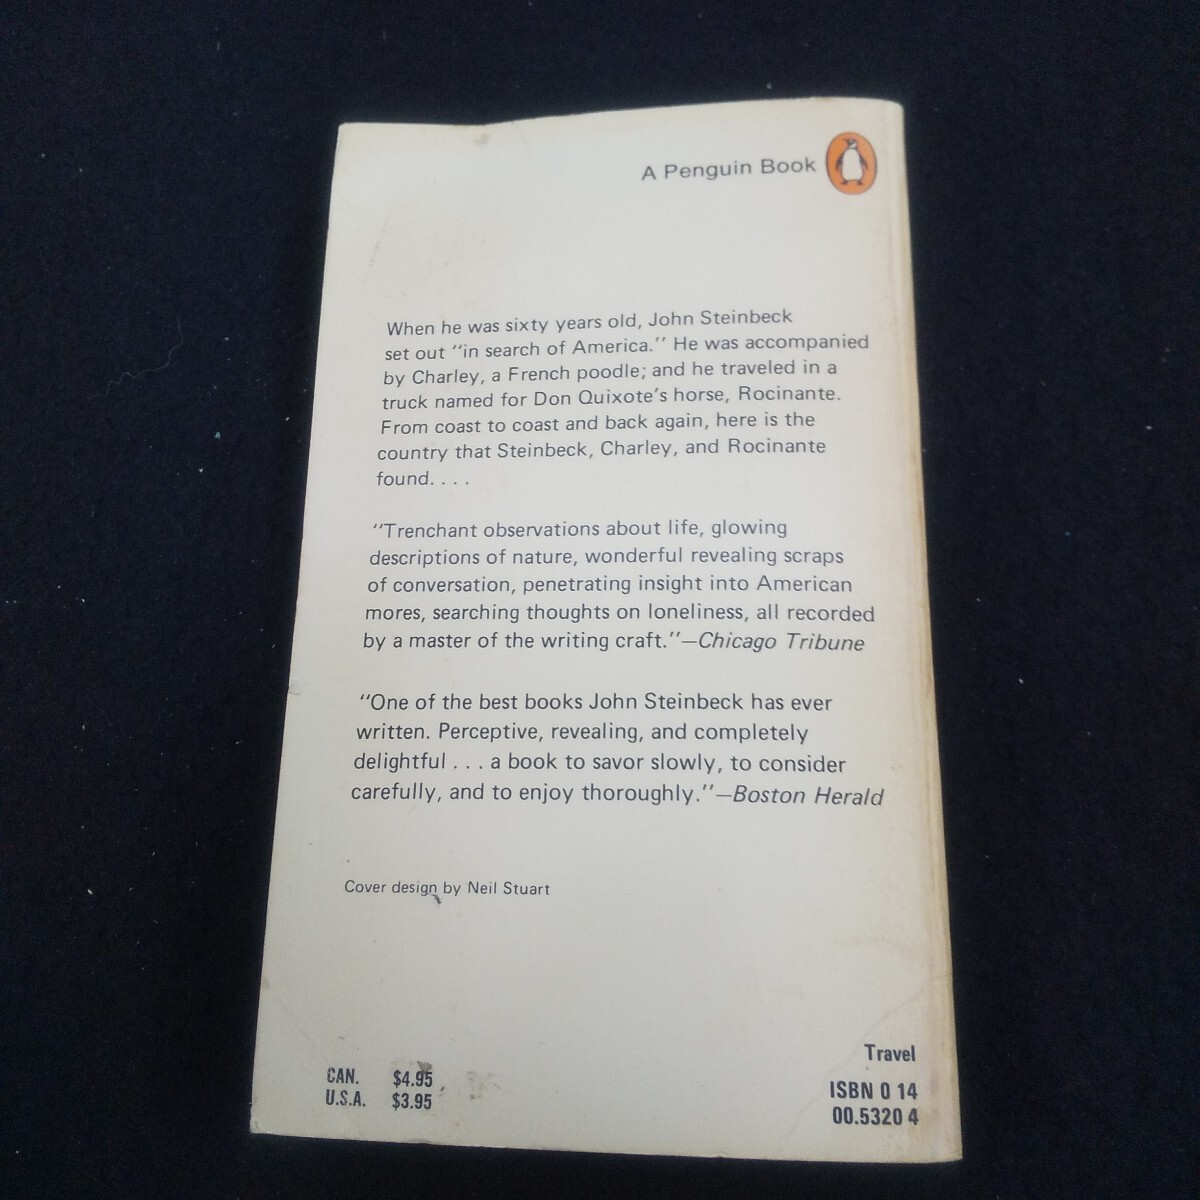 A Penguin Book
When he was sixty years old, John Steinbeck
set out "in search of America." He was accompanied
by Charley, a French poodle; and he traveled in a
truck named for Don Quixote's horse, Rocinante.
From coast to coast and back again, here is the
country that Steinbeck, Charley, and Rocinante
found. . . .
"Trenchant observations about life, glowing
descriptions of nature, wonderful revealing scraps
of conversation, penetrating insight into American
mores, searching thoughts on loneliness, all recorded
by a master of the writing craft."—Chicago Tribune
"One of the best books John Steinbeck has ever
written. Perceptive, revealing, and completely
delightful . . . a book to savor slowly, to consider
carefully, and to enjoy thoroughly."—Boston Herald
Cover design by Neil Stuart
Travel
CAN. $4.95
U.S.A. $3.95
ISBN 0 14
00.5320 4